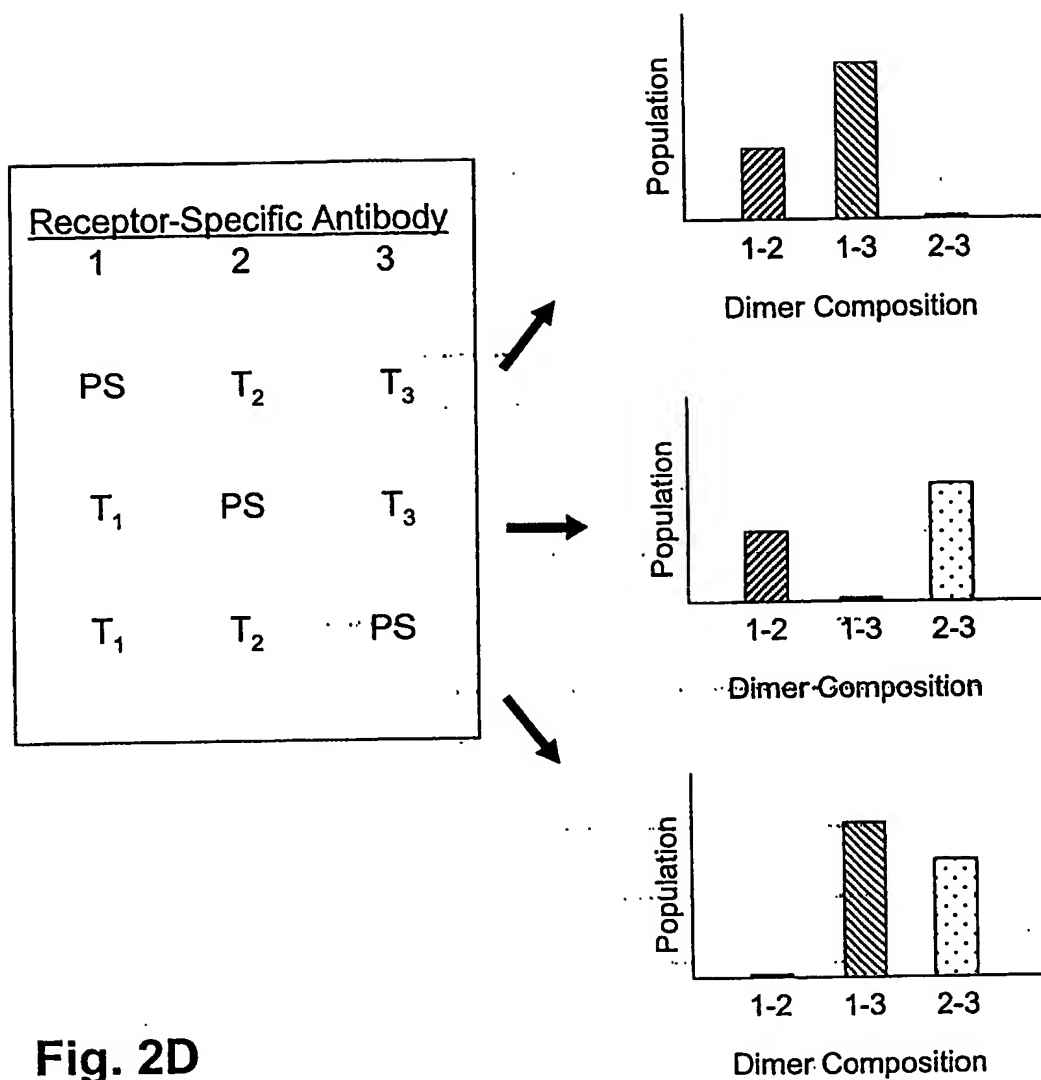 Receptor-Specific Antibody
1 2 3
PS T₂ T₃
T₁ PS T₃
T₁ T₂ PS
Population
1-2 1-3 2-3
Dimer Composition
Population
1-2 1-3 2-3
Dimer Composition
Population
1-2 1-3 2-3
Dimer Composition
Fig. 2D